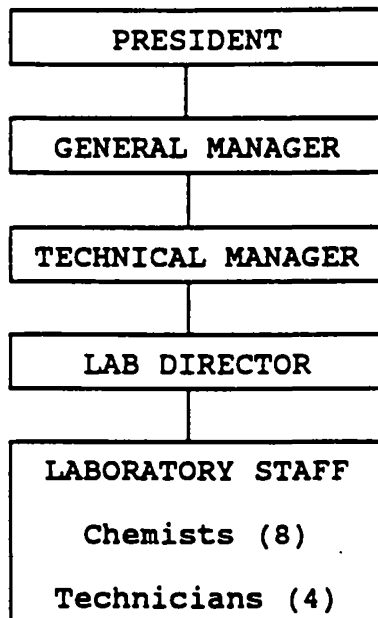 PRESIDENT
GENERAL MANAGER
TECHNICAL MANAGER
LAB DIRECTOR
LABORATORY STAFF
Chemists (8)
Technicians (4)